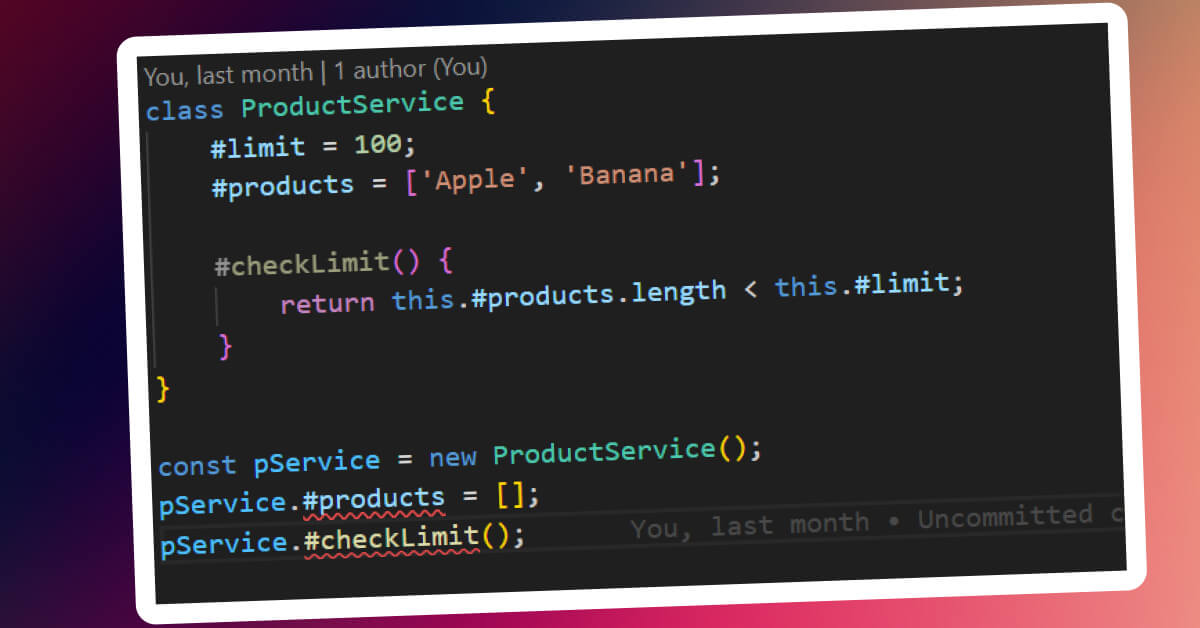 You, last month | 1 author (You)
class ProductService {
    #limit = 100;
    #products = ['Apple', 'Banana'];

    #checkLimit() {
        return this.#products.length < this.#limit;
    }
}

const pService = new ProductService();
pService.#products = [];
pService.#checkLimit();    You, last month • Uncommitted